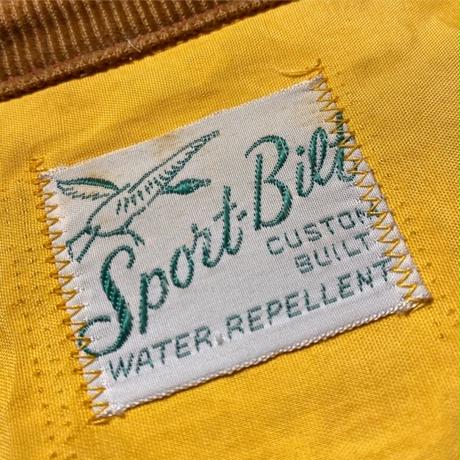 Sport-Bilt
CUSTOM
BUILT
WATER REPELLENT